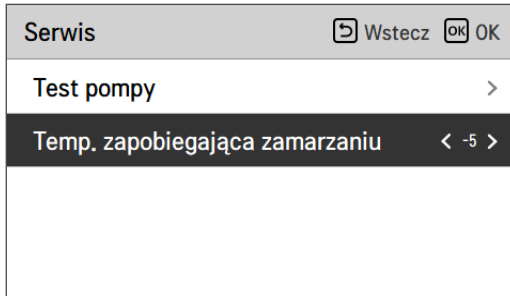 Serwis Wstecz OK OK
Test pompy >
Temp. zapobiegająca zamarzaniu < -5 >